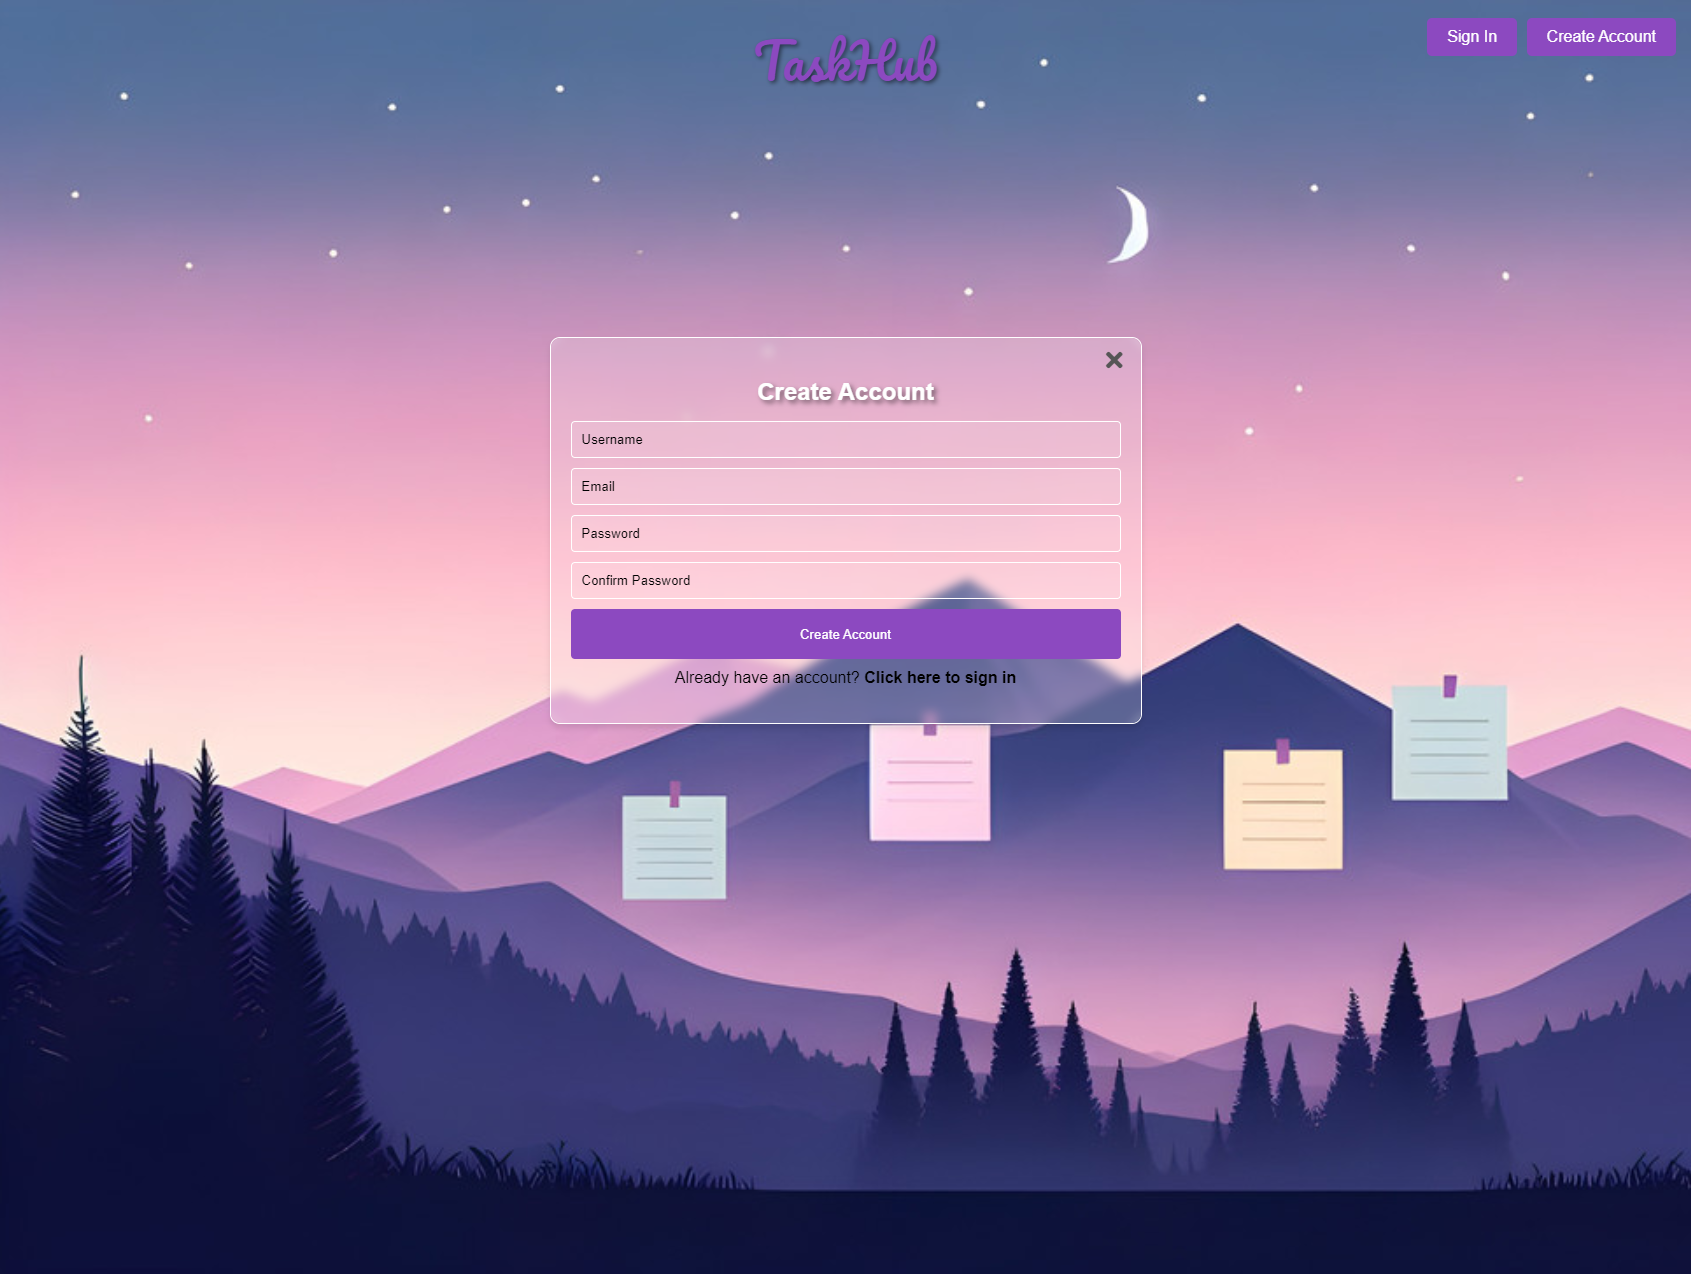 TaskHub
Sign In
Create Account
Create Account
Username
Email
Password
Confirm Password
Create Account
Already have an account? Click here to sign in